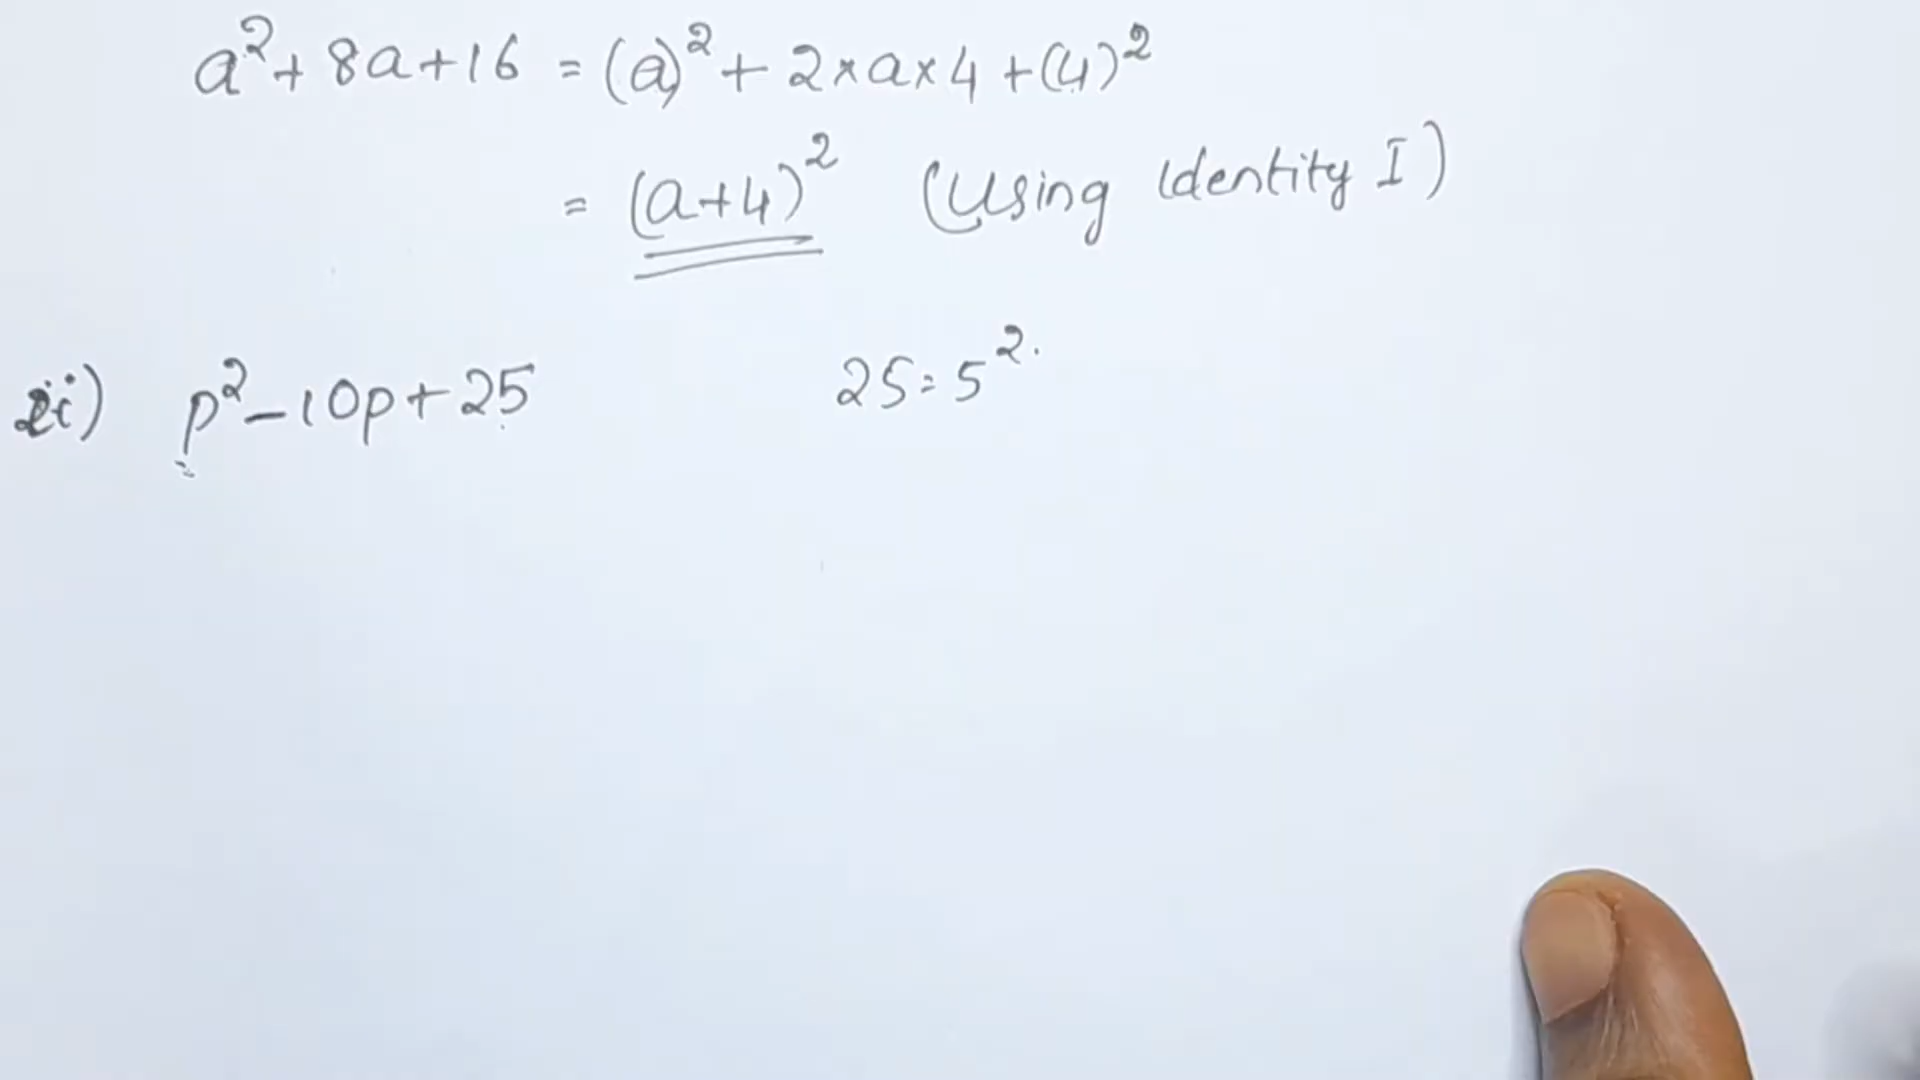 a² + 8a + 16 = (a)² + 2 × a × 4 + (4)²
= (a+4)² (Using Identity I)
ii) p² - 10p + 25 25 = 5².